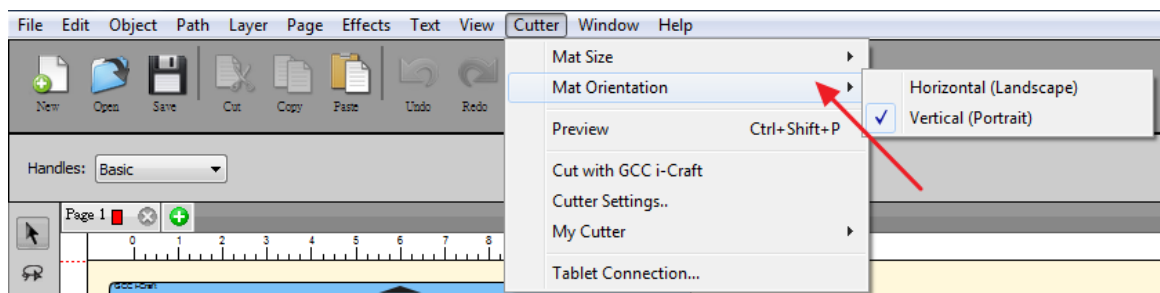 File Edit Object Path Layer Page Effects Text View Cutter Window Help
New Open Save Cut Copy Paste Undo Redo
Mat Size
Mat Orientation
Horizontal (Landscape)
Vertical (Portrait)
Preview Ctrl+Shift+P
Handles: Basic
Cut with GCC i-Craft
Cutter Settings..
My Cutter
Page 1
0 1 2 3 4 5 6 7 8
Tablet Connection...
GCC i-Craft